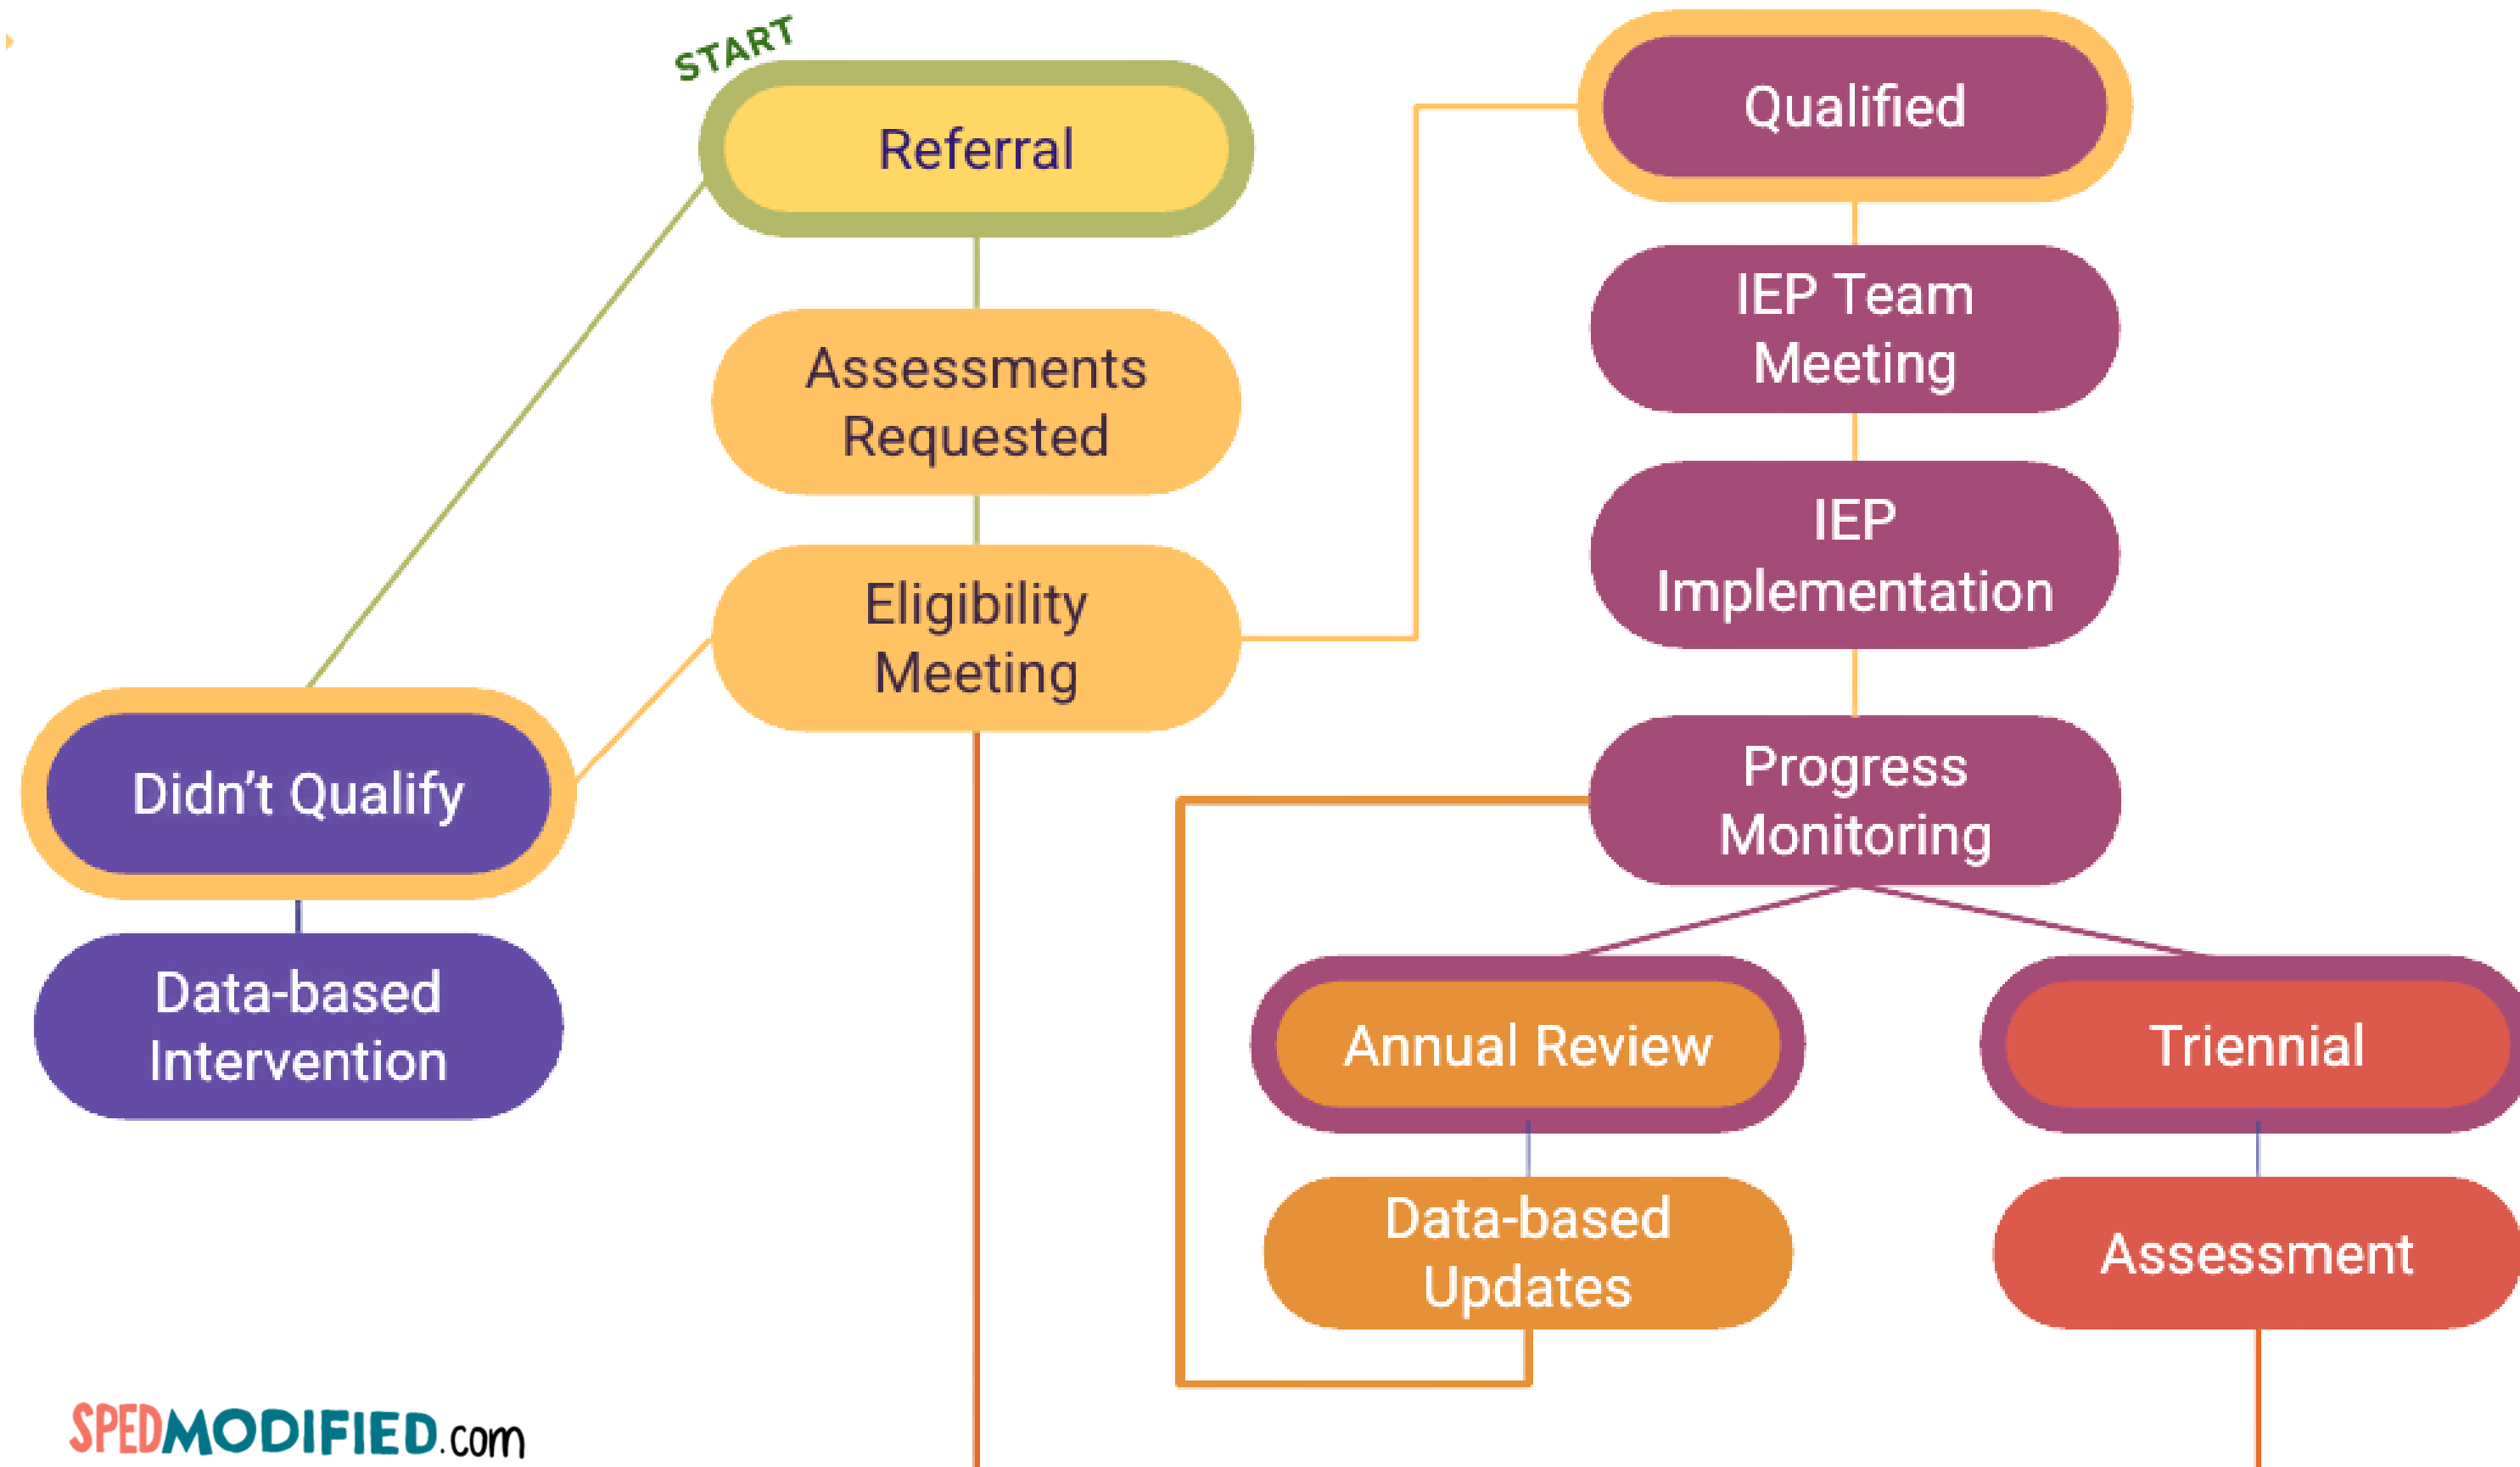 START
Referral
Assessments
Requested
Eligibility
Meeting
Didn't Qualify
Data-based
Intervention
Qualified
IEP Team
Meeting
IEP
Implementation
Progress
Monitoring
Annual Review
Data-based
Updates
Triennial
Assessment
SPEDMODIFIED.com